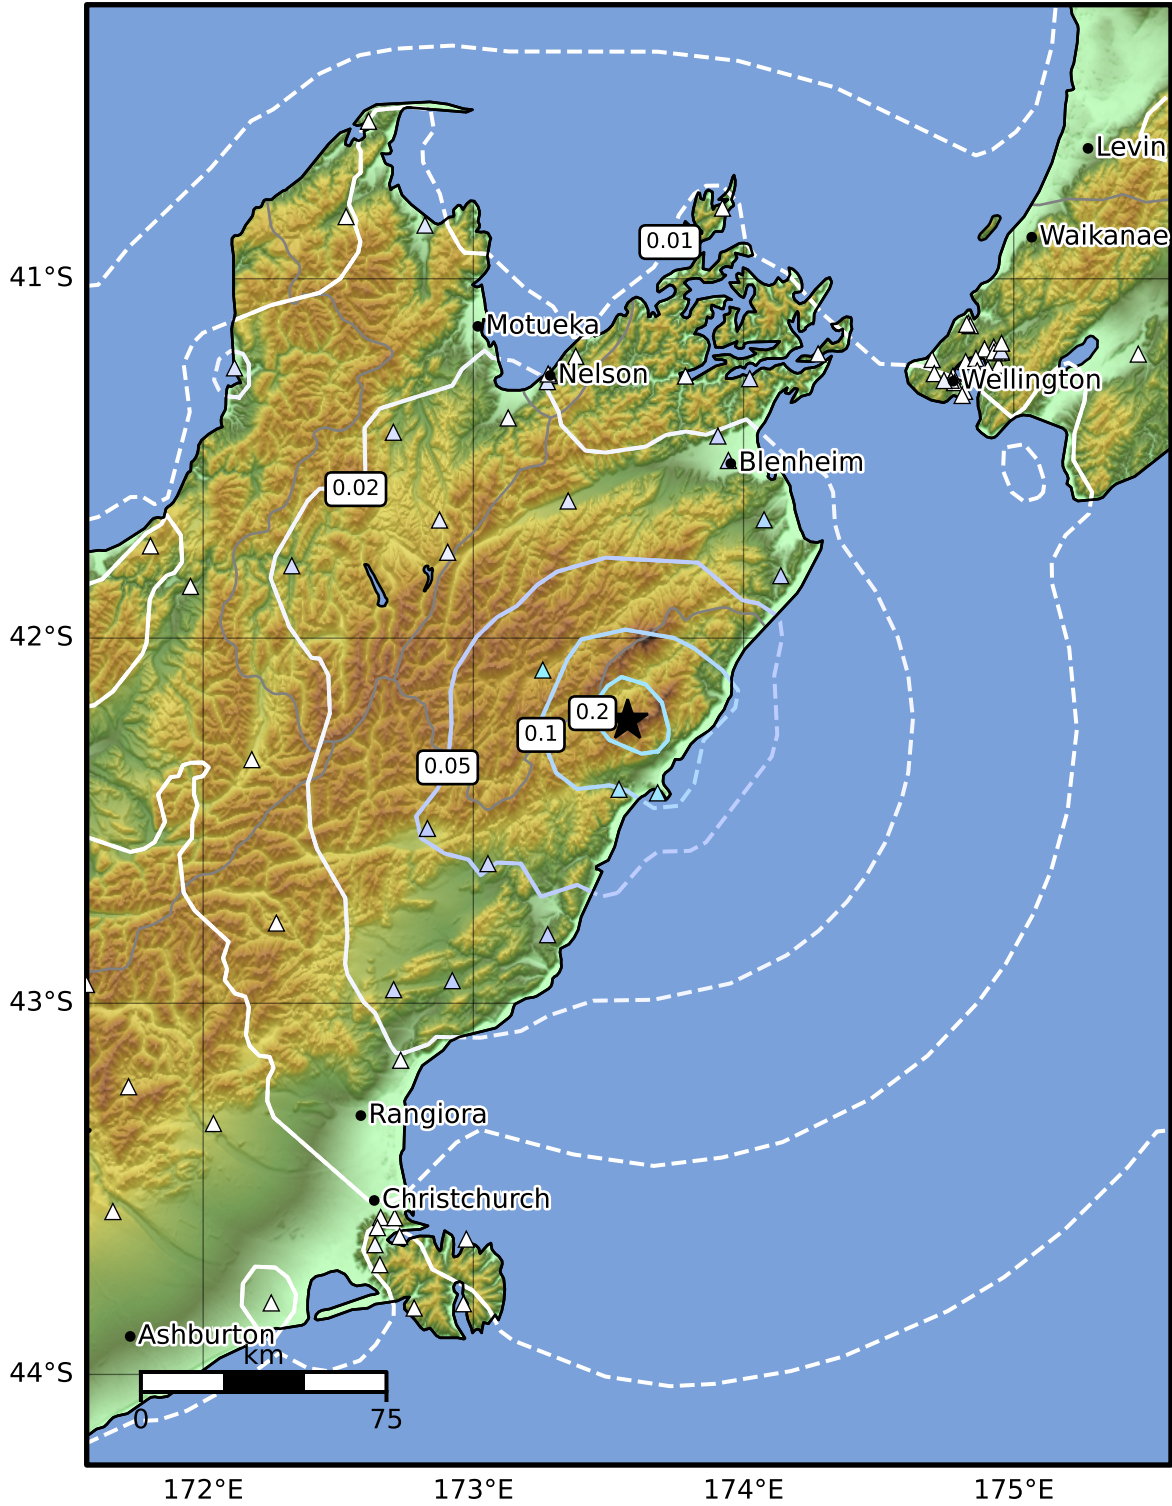 Levin
Waikanae
0.01
41°S
Motueka
Nelson
Wellington
Blenheim
0.02
42°S
0.2
0.1
0.05
43°S
Rangiora
Christchurch
Ashburton
km
44°S
0 75
172°E 173°E 174°E 175°E